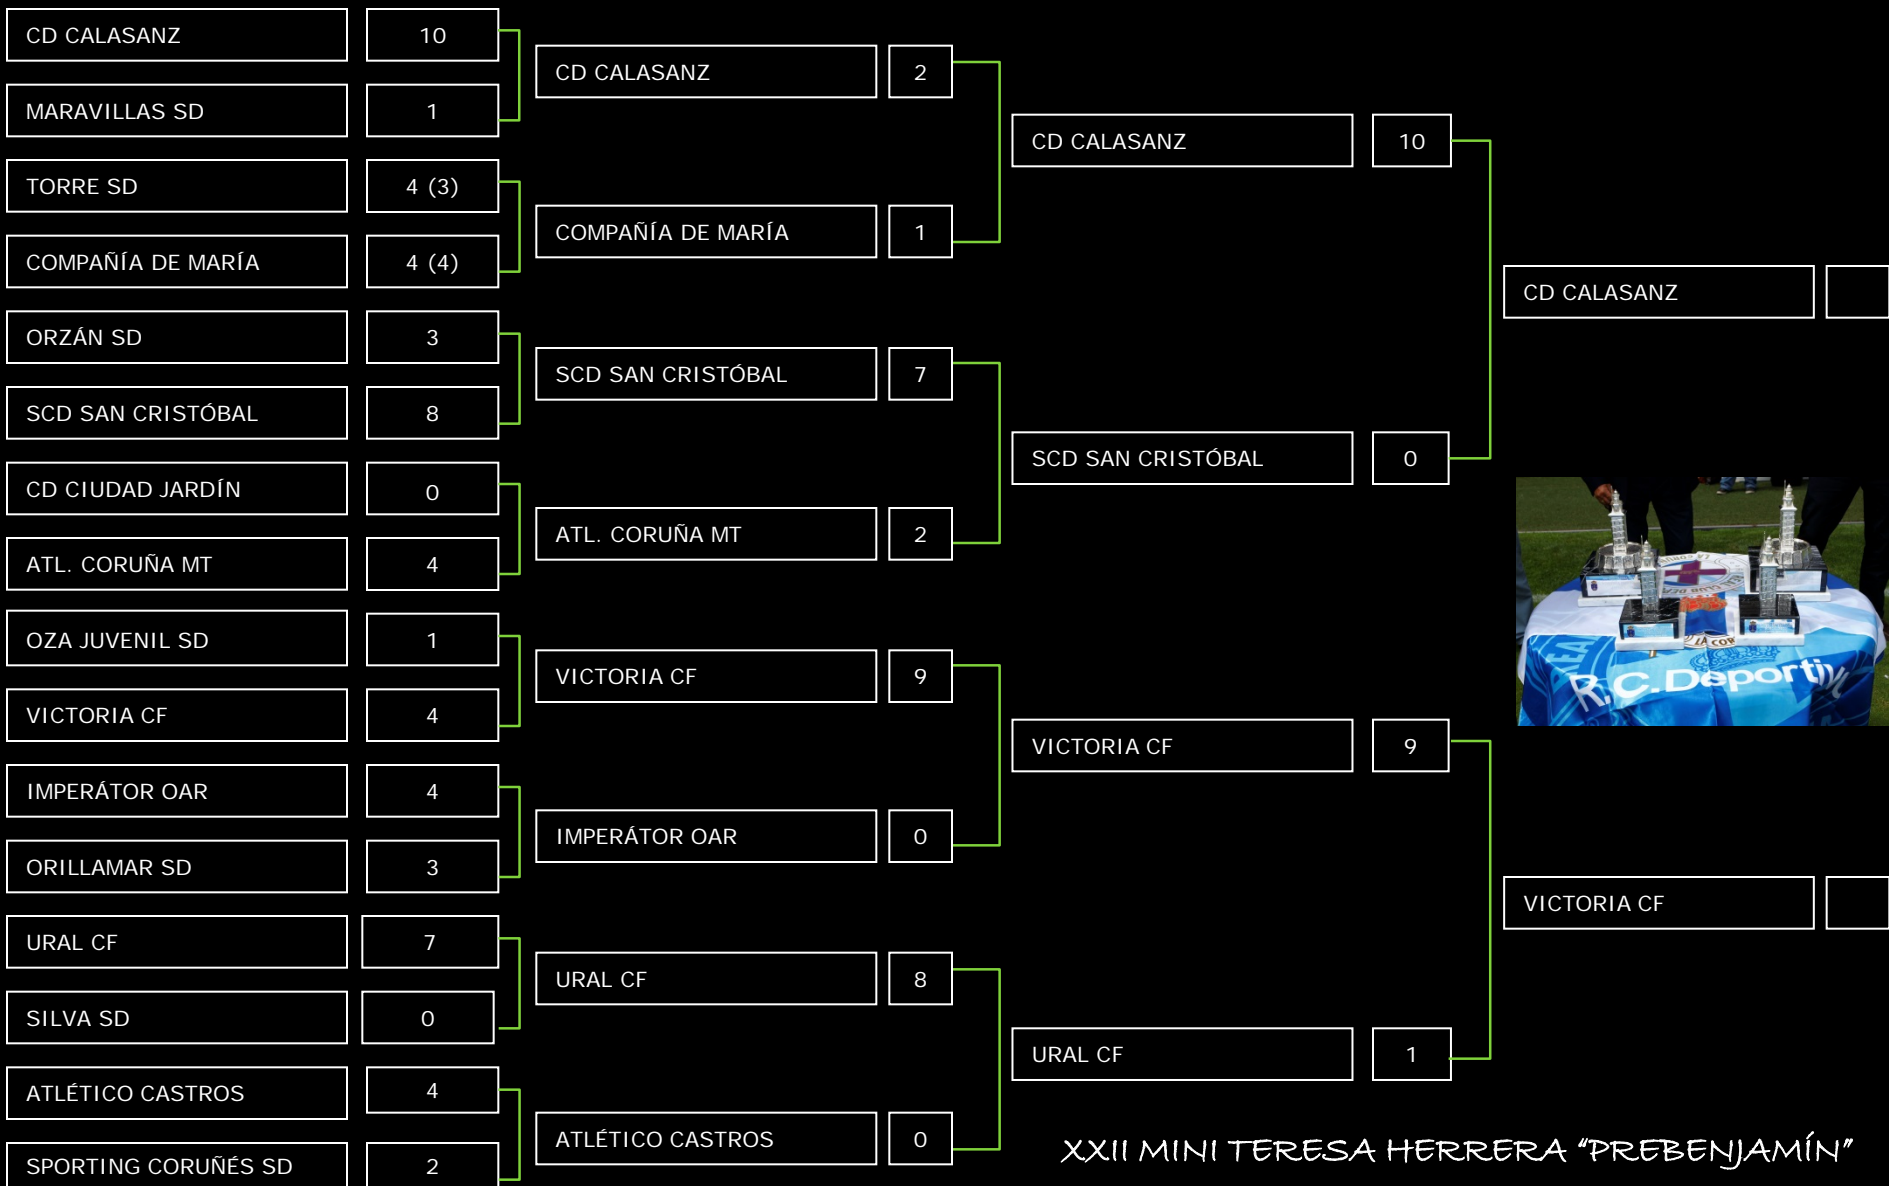 CD CALASANZ 10
MARAVILLAS SD 1
TORRE SD 4 (3)
COMPAÑÍA DE MARÍA 4 (4)
ORZÁN SD 3
SCD SAN CRISTÓBAL 8
CD CIUDAD JARDÍN 0
ATL. CORUÑA MT 4
OZA JUVENIL SD 1
VICTORIA CF 4
IMPERÁTOR OAR 4
ORILLAMAR SD 3
URAL CF 7
SILVA SD 0
ATLÉTICO CASTROS 4
SPORTING CORUÑÉS SD 2
CD CALASANZ 2
COMPAÑÍA DE MARÍA 1
SCD SAN CRISTÓBAL 7
ATL. CORUÑA MT 2
VICTORIA CF 9
IMPERÁTOR OAR 0
URAL CF 8
ATLÉTICO CASTROS 0
CD CALASANZ 10
SCD SAN CRISTÓBAL 0
VICTORIA CF 9
URAL CF 1
CD CALASANZ
R.C.Deportiv
VICTORIA CF
XXII MINI TERESA HERRERA “PREBENJAMÍN”